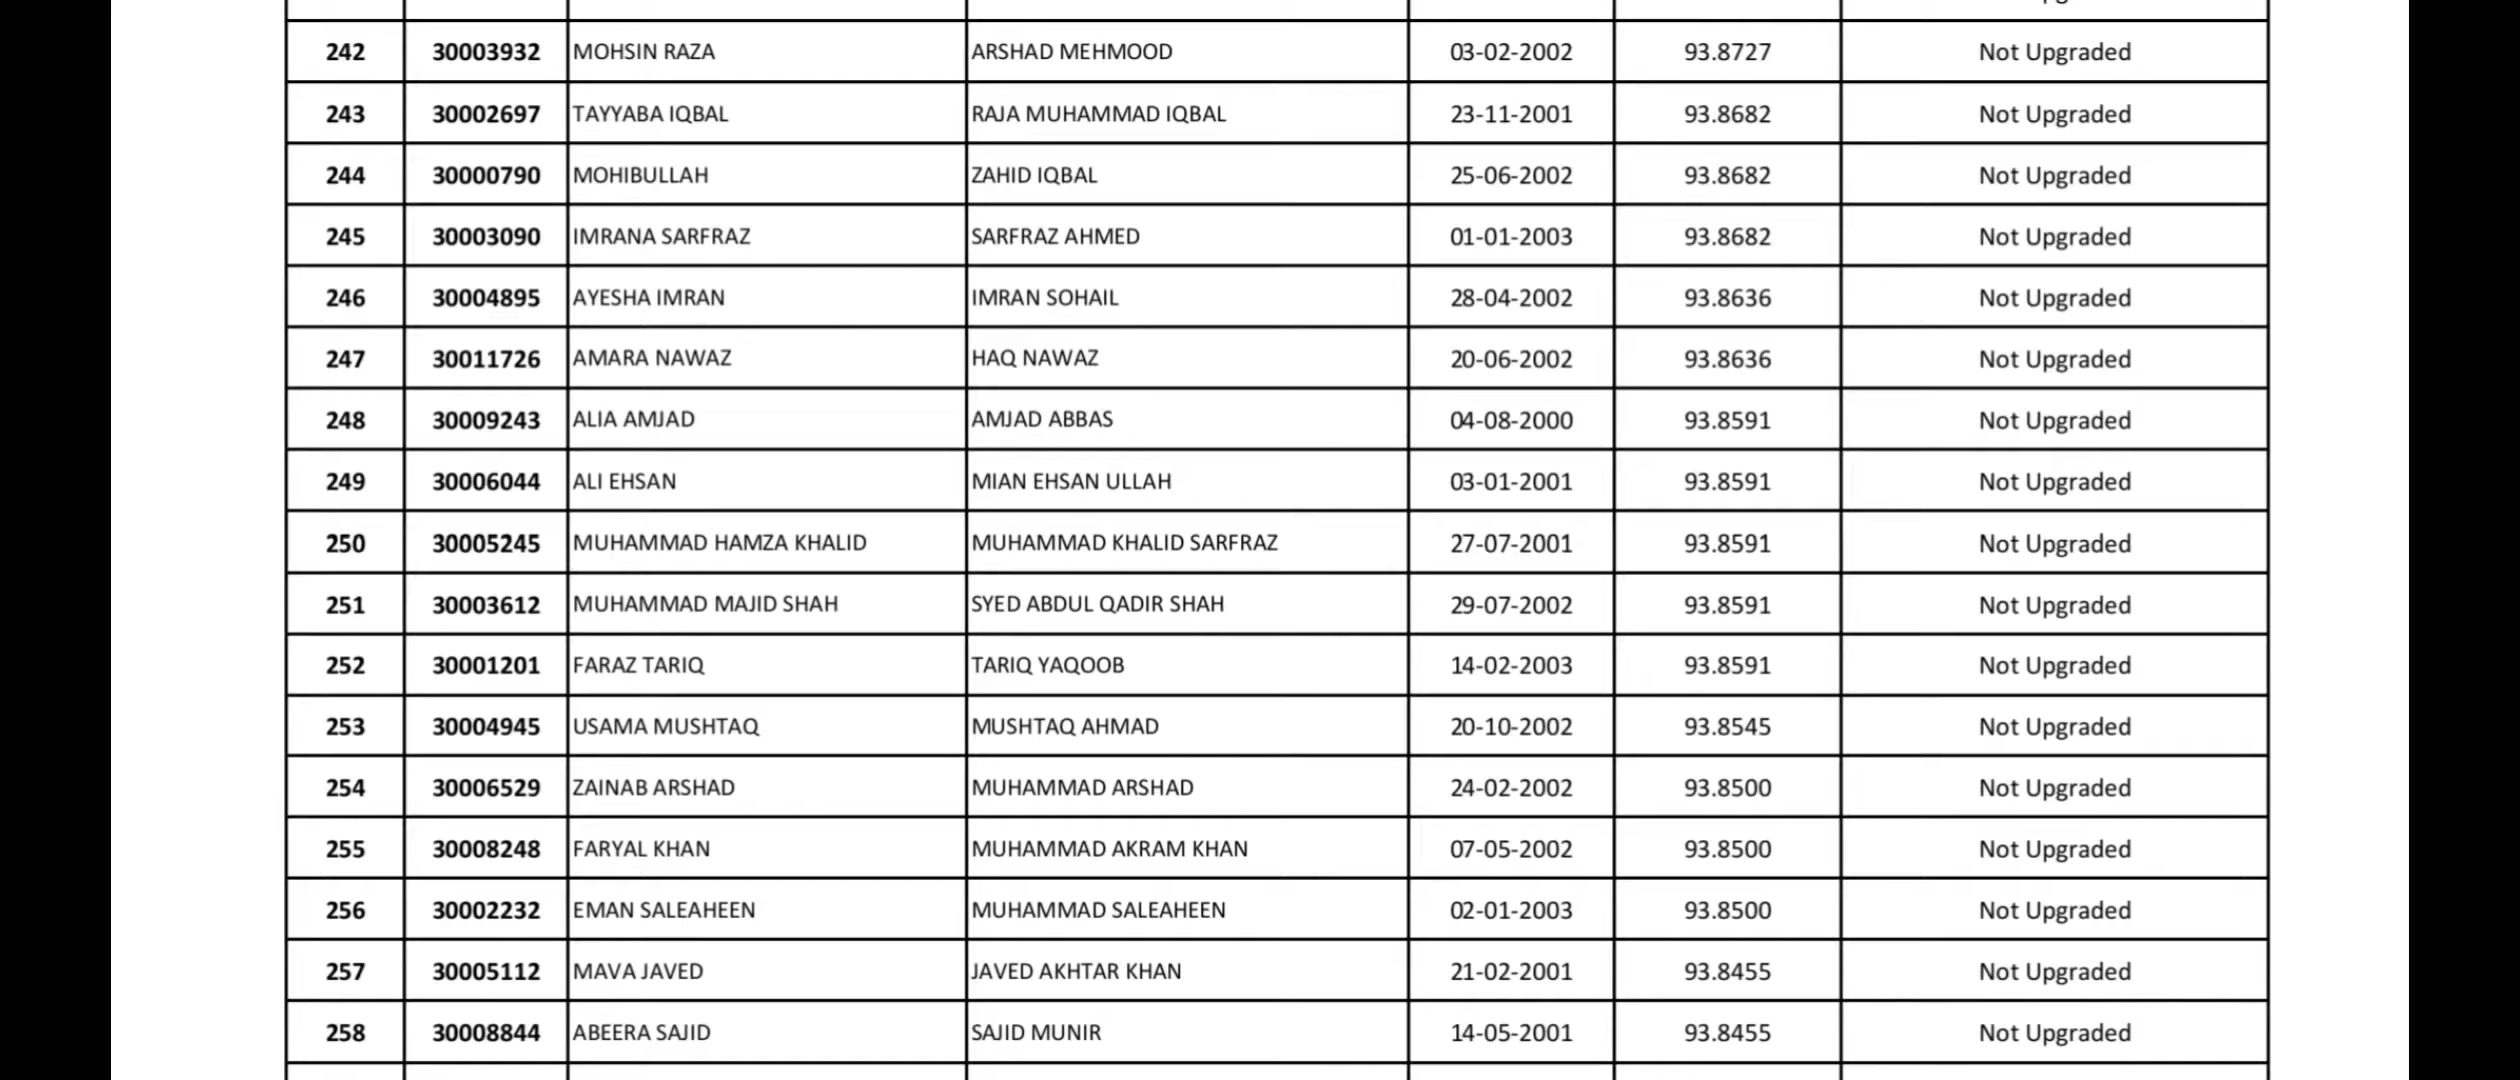 242 30003932 MOHSIN RAZA ARSHAD MEHMOOD 03-02-2002 93.8727 Not Upgraded
243 30002697 TAYYABA IQBAL RAJA MUHAMMAD IQBAL 23-11-2001 93.8682 Not Upgraded
244 30000790 MOHIBULLAH ZAHID IQBAL 25-06-2002 93.8682 Not Upgraded
245 30003090 IMRANA SARFRAZ SARFRAZ AHMED 01-01-2003 93.8682 Not Upgraded
246 30004895 AYESHA IMRAN IMRAN SOHAIL 28-04-2002 93.8636 Not Upgraded
247 30011726 AMARA NAWAZ HAQ NAWAZ 20-06-2002 93.8636 Not Upgraded
248 30009243 ALIA AMJAD AMJAD ABBAS 04-08-2000 93.8591 Not Upgraded
249 30006044 ALI EHSAN MIAN EHSAN ULLAH 03-01-2001 93.8591 Not Upgraded
250 30005245 MUHAMMAD HAMZA KHALID MUHAMMAD KHALID SARFRAZ 27-07-2001 93.8591 Not Upgraded
251 30003612 MUHAMMAD MAJID SHAH SYED ABDUL QADIR SHAH 29-07-2002 93.8591 Not Upgraded
252 30001201 FARAZ TARIQ TARIQ YAQOOB 14-02-2003 93.8591 Not Upgraded
253 30004945 USAMA MUSHTAQ MUSHTAQ AHMAD 20-10-2002 93.8545 Not Upgraded
254 30006529 ZAINAB ARSHAD MUHAMMAD ARSHAD 24-02-2002 93.8500 Not Upgraded
255 30008248 FARYAL KHAN MUHAMMAD AKRAM KHAN 07-05-2002 93.8500 Not Upgraded
256 30002232 EMAN SALEAHEEN MUHAMMAD SALEAHEEN 02-01-2003 93.8500 Not Upgraded
257 30005112 MAVA JAVED JAVED AKHTAR KHAN 21-02-2001 93.8455 Not Upgraded
258 30008844 ABEERA SAJID SAJID MUNIR 14-05-2001 93.8455 Not Upgraded